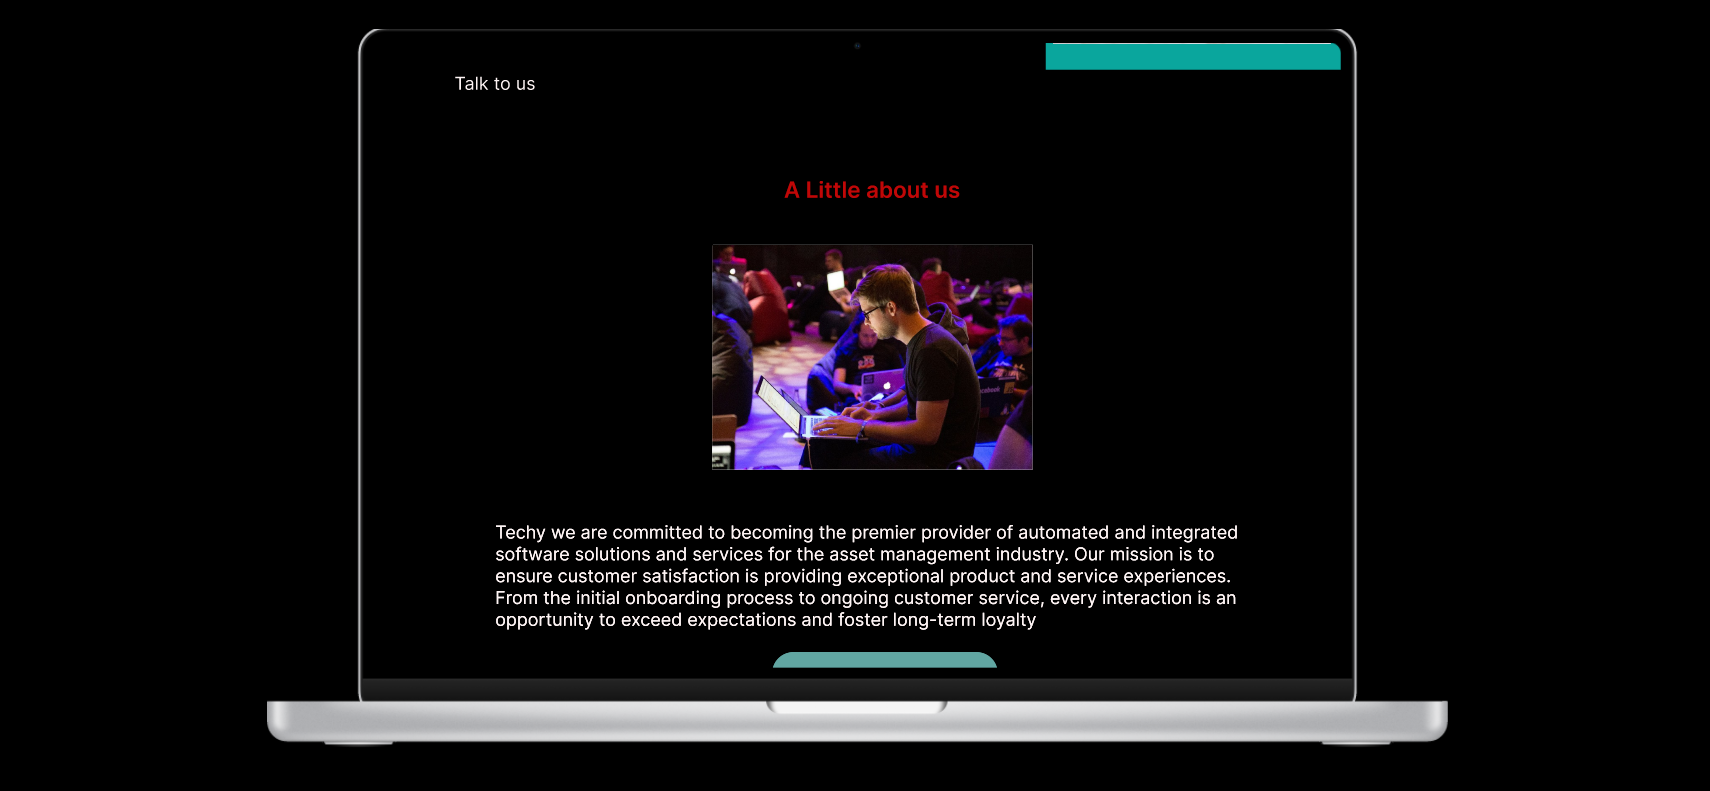 Talk to us
A Little about us
Techy we are committed to becoming the premier provider of automated and integrated
software solutions and services for the asset management industry. Our mission is to
ensure customer satisfaction is providing exceptional product and service experiences.
From the initial onboarding process to ongoing customer service, every interaction is an
opportunity to exceed expectations and foster long-term loyalty